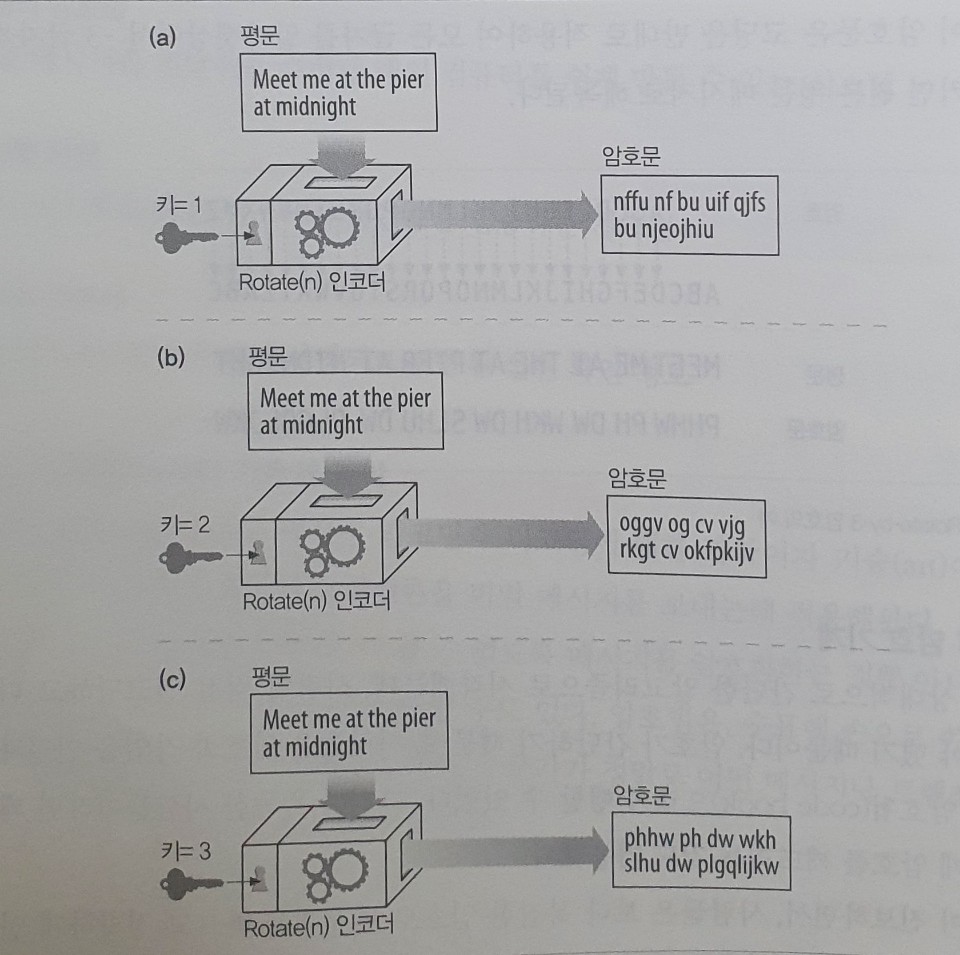 (a)
평문
Meet me at the pier
at midnight
키= 1
Rotate(n) 인코더
암호문
nffu nf bu uif qjfs
bu njeojhiu
(b)
평문
Meet me at the pier
at midnight
키= 2
Rotate(n) 인코더
암호문
oggv og cv vjg
rkgt cv okfpkijv
(c)
평문
Meet me at the pier
at midnight
키= 3
Rotate(n) 인코더
암호문
phhw ph dw wkh
slhu dw plgqlijkw